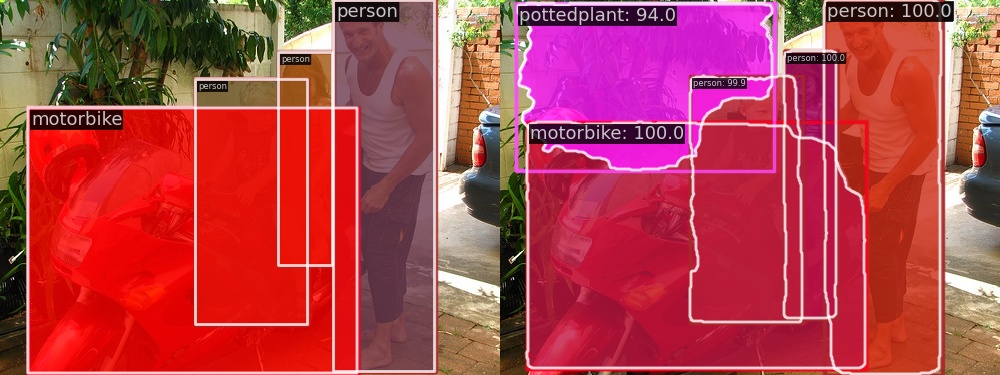 person
person
person
motorbike
pottedplant: 94.0
person: 100.0
person: 100.0
person: 99.9
motorbike: 100.0